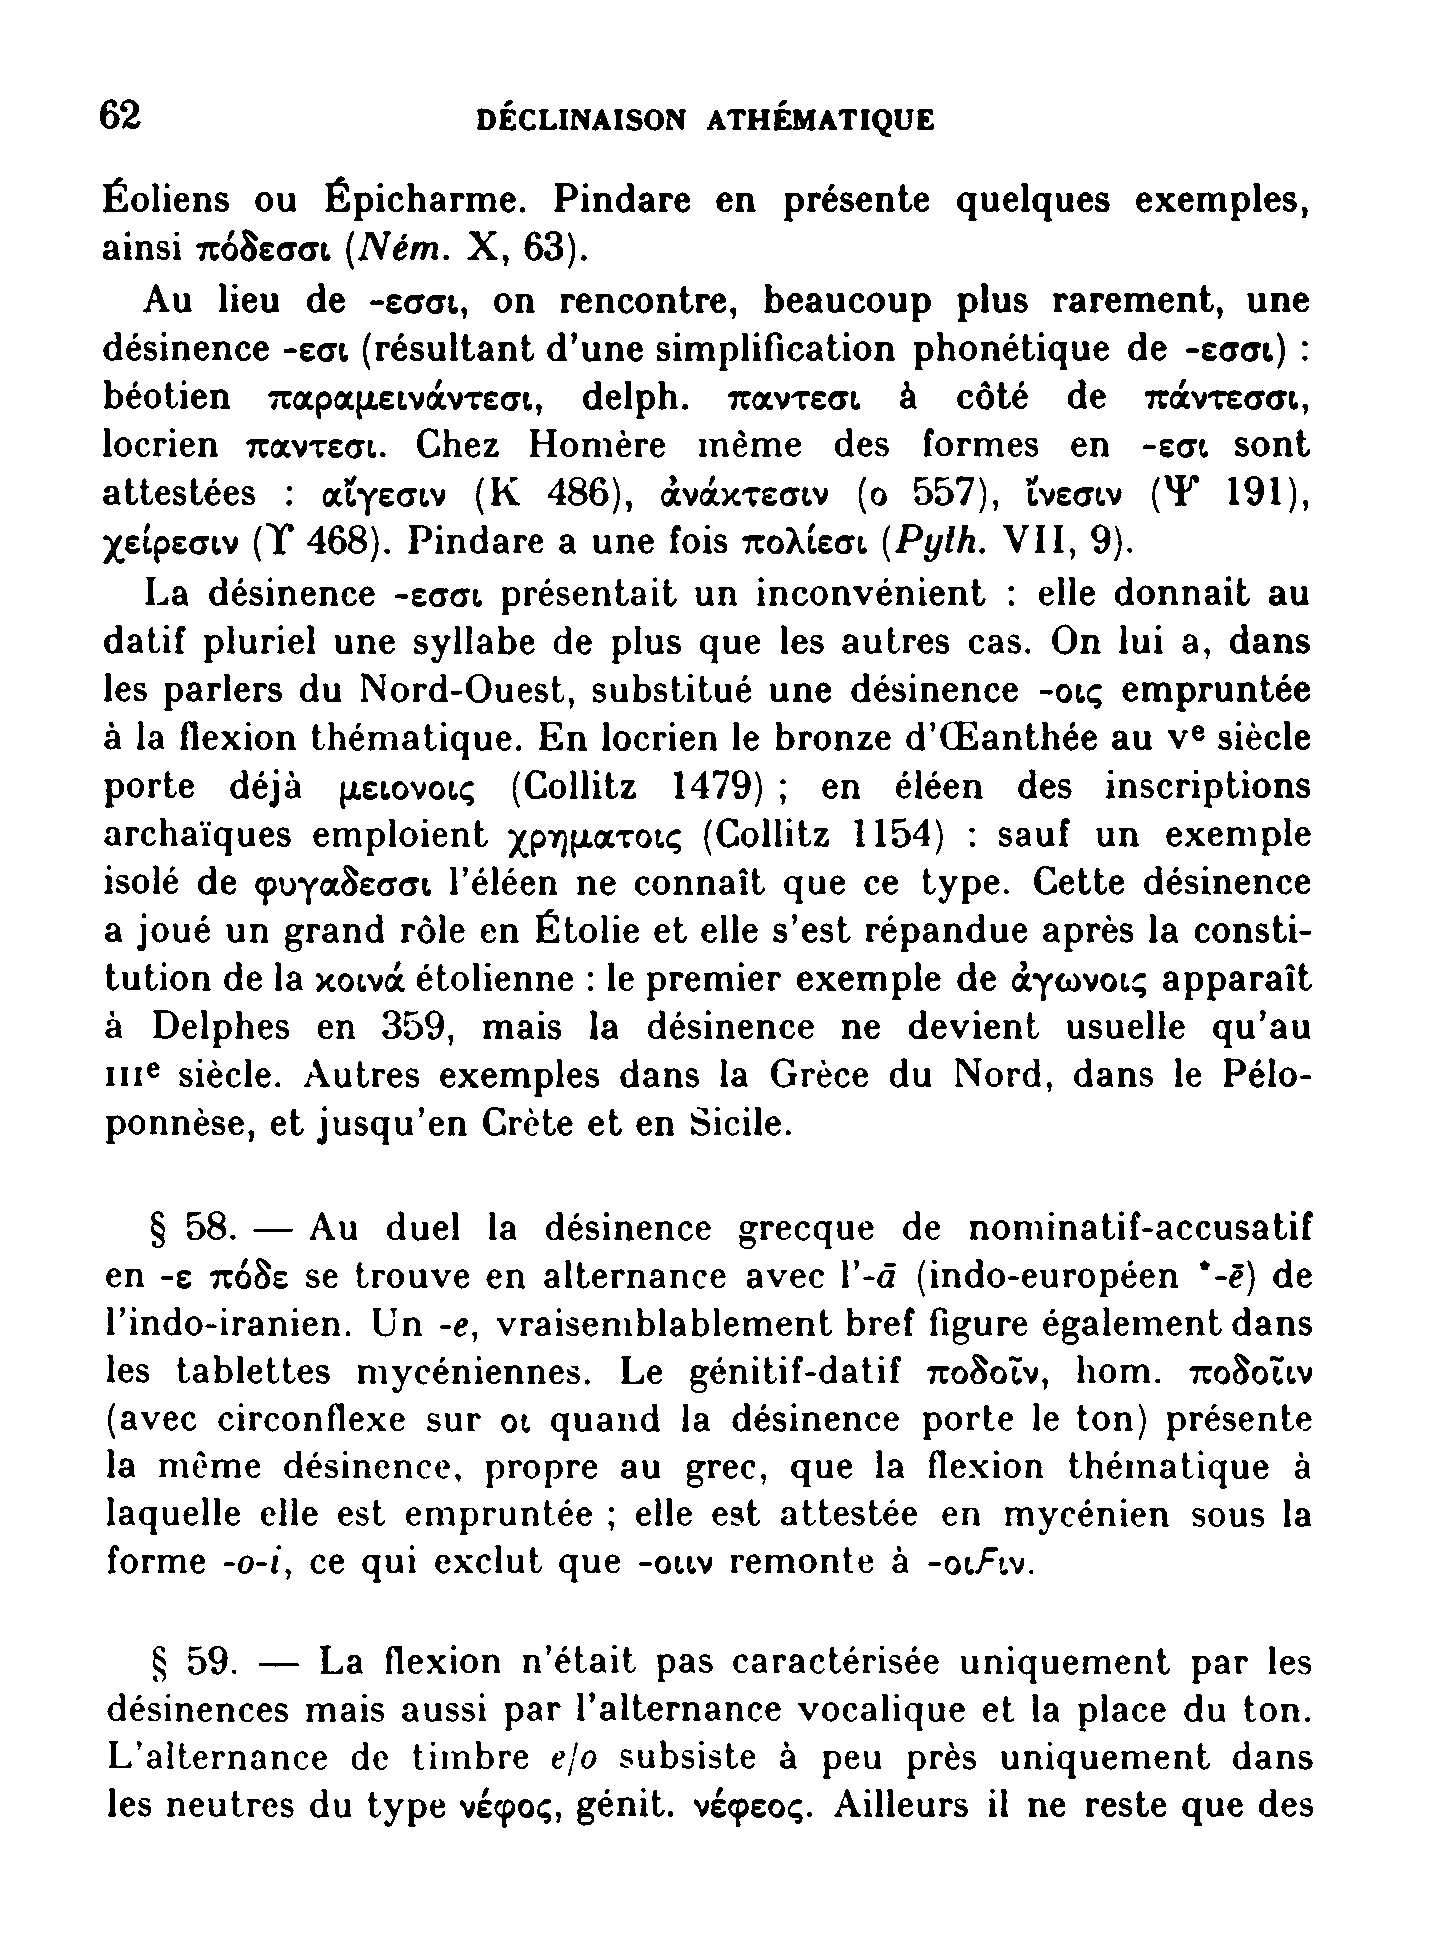 62 DÉCLINAISON ATHÉMATIQUE
Éoliens ou Épicharme. Pindare en présente quelques exemples,
ainsi πόδεσσι (Ném. X, 63).
Au lieu de -εσσι, on rencontre, beaucoup plus rarement, une
désinence -εσι (résultant d'une simplification phonétique de -εσσι) :
béotien παραμεινάντεσι, delph. παντεσι à côté de πάντεσσι,
locrien παντεσι. Chez Homère même des formes en -εσι sont
attestées : αἴγεσιν (K 486), ἀνάκτεσιν (ο 557), ἴνεσιν (Ψ 191),
χείρεσιν (ϒ 468). Pindare a une fois πολίεσι (Pyth. VII, 9).
La désinence -εσσι présentait un inconvénient : elle donnait au
datif pluriel une syllabe de plus que les autres cas. On lui a, dans
les parlers du Nord-Ouest, substitué une désinence -οις empruntée
à la flexion thématique. En locrien le bronze d'Œanthée au vᵉ siècle
porte déjà μειονοις (Collitz 1479) ; en éléen des inscriptions
archaïques emploient χρηματοις (Collitz 1154) : sauf un exemple
isolé de φυγαδεσσι l'éléen ne connaît que ce type. Cette désinence
a joué un grand rôle en Étolie et elle s'est répandue après la consti-
tution de la κοινά étolienne : le premier exemple de ἀγωνοις apparaît
à Delphes en 359, mais la désinence ne devient usuelle qu'au
IIIᵉ siècle. Autres exemples dans la Grèce du Nord, dans le Pélo-
ponnèse, et jusqu'en Crète et en Sicile.
§ 58. — Au duel la désinence grecque de nominatif-accusatif
en -ε πόδε se trouve en alternance avec l'-ā (indo-européen *-ē) de
l'indo-iranien. Un -e, vraisemblablement bref figure également dans
les tablettes mycéniennes. Le génitif-datif ποδοῖν, hom. ποδοῖιν
(avec circonflexe sur οι quand la désinence porte le ton) présente
la même désinence, propre au grec, que la flexion thématique à
laquelle elle est empruntée ; elle est attestée en mycénien sous la
forme -o-i, ce qui exclut que -οιιν remonte à -οιϜιν.
§ 59. — La flexion n'était pas caractérisée uniquement par les
désinences mais aussi par l'alternance vocalique et la place du ton.
L'alternance de timbre e/o subsiste à peu près uniquement dans
les neutres du type νέφος, génit. νέφεος. Ailleurs il ne reste que des